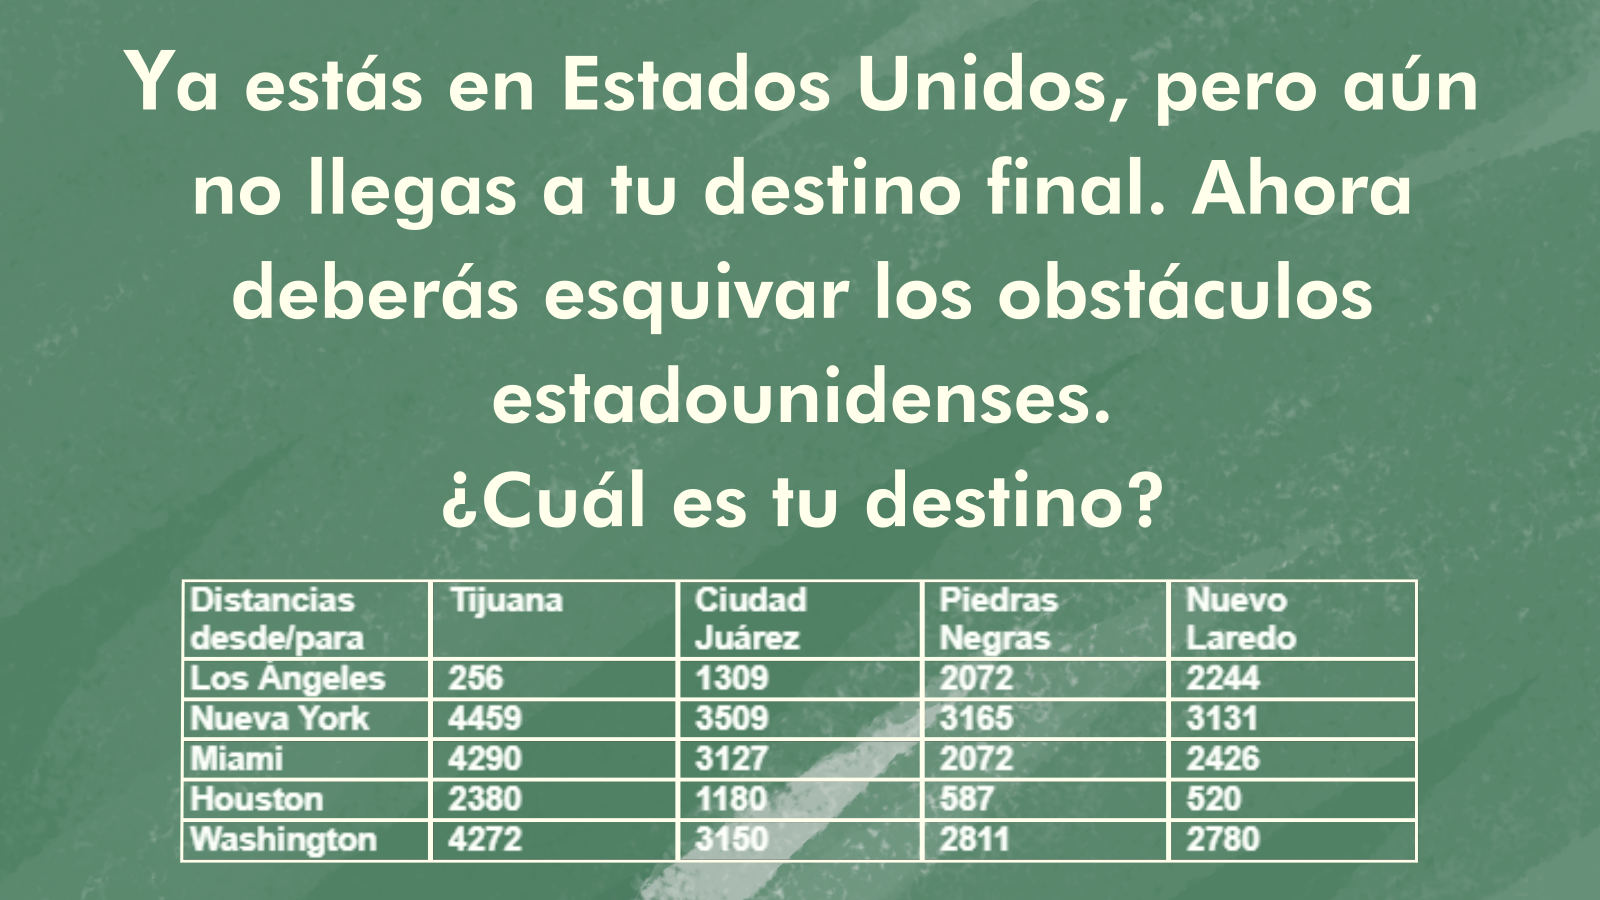 Ya estás en Estados Unidos, pero aún
no llegas a tu destino final. Ahora
deberás esquivar los obstáculos
estadounidenses.
¿Cuál es tu destino?
Distancias desde/para Tijuana Ciudad Juárez Piedras Negras Nuevo Laredo
Los Ángeles 256 1309 2072 2244
Nueva York 4459 3509 3165 3131
Miami 4290 3127 2072 2426
Houston 2380 1180 587 520
Washington 4272 3150 2811 2780